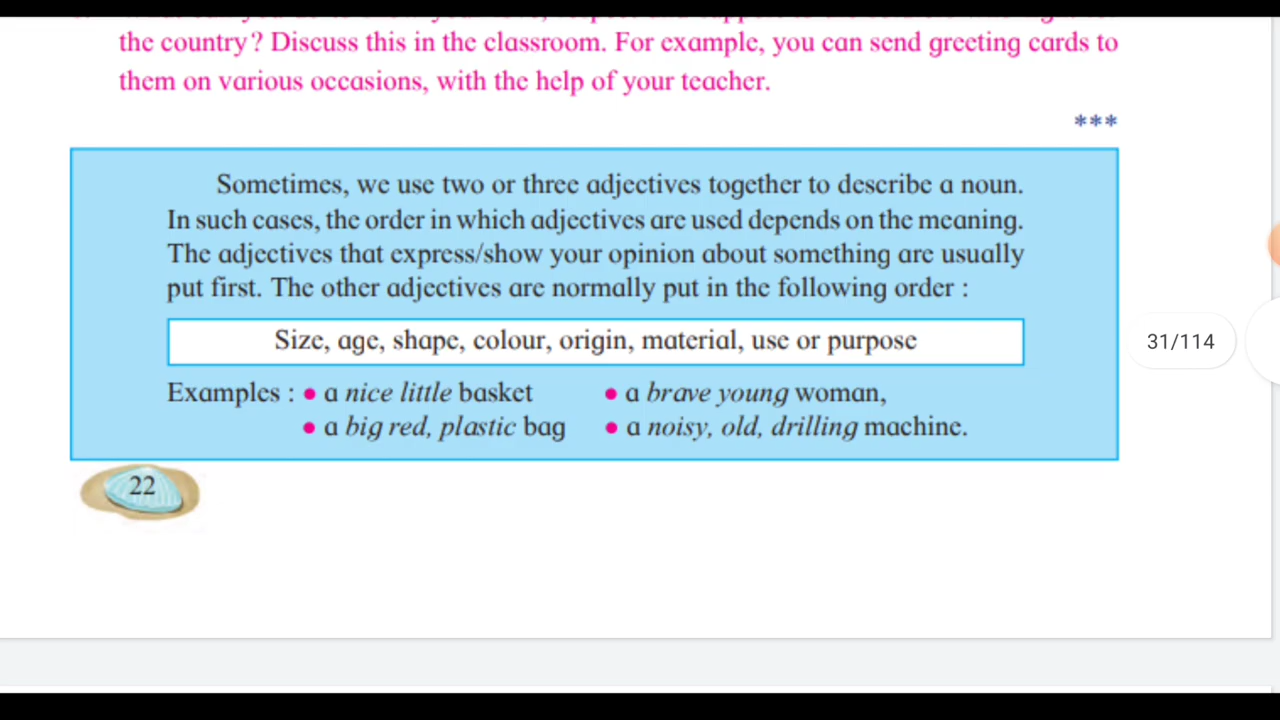 the country? Discuss this in the classroom. For example, you can send greeting cards to
them on various occasions, with the help of your teacher.
***
Sometimes, we use two or three adjectives together to describe a noun.
In such cases, the order in which adjectives are used depends on the meaning.
The adjectives that express/show your opinion about something are usually
put first. The other adjectives are normally put in the following order :
Size, age, shape, colour, origin, material, use or purpose
Examples : • a nice little basket • a brave young woman,
• a big red, plastic bag • a noisy, old, drilling machine.
22
31/114